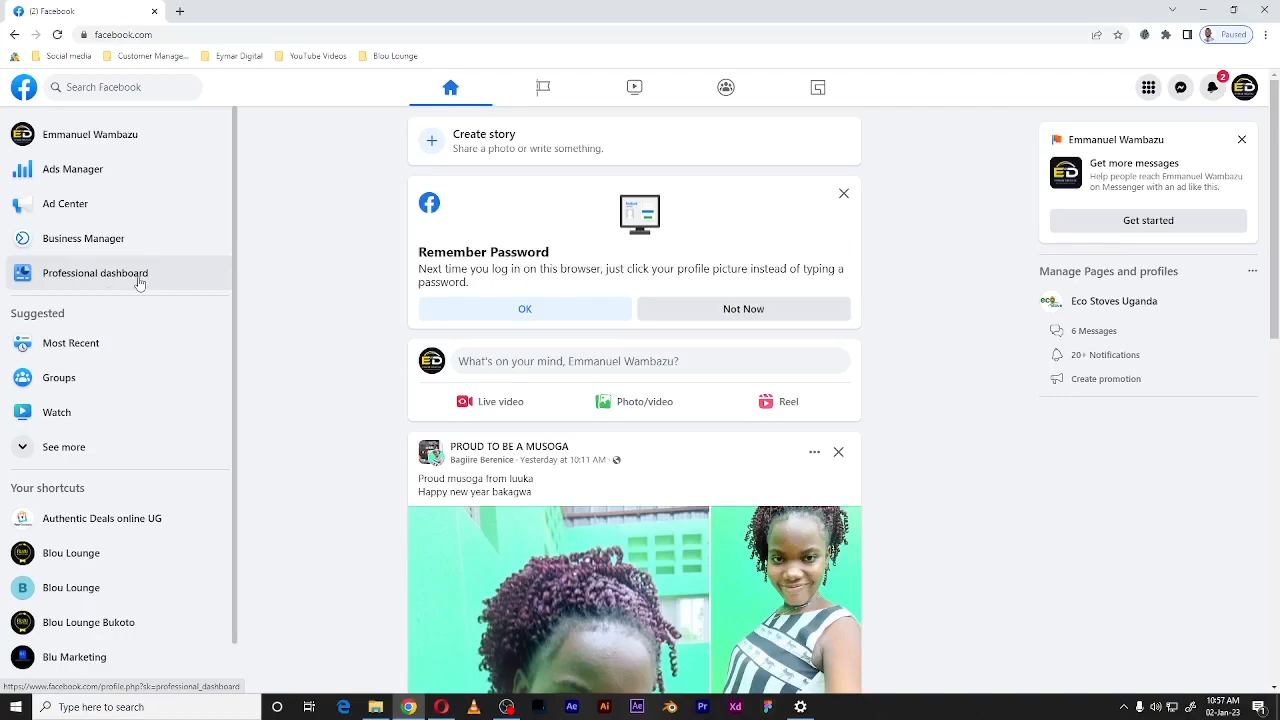 (2) Facebook
facebook.com
Paused
Social media
Customer Manage...
Eymar Digital
YouTube Videos
Blou Lounge
Search Facebook
2
Emmanuel Wambazu
Ads Manager
Ad Center
Business Manager
Professional dashboard
Suggested
Most Recent
Groups
Watch
See more
Your shortcuts
Authentic Deals online UG
Blou Lounge
B
Blou Lounge
Blou Lounge Bukoto
Blu Marketing
https://www.facebook.com/profile.php?sk=professional_dashboard
Create story
Share a photo or write something.
Remember Password
Next time you log in on this browser, just click your profile picture instead of typing a
password.
OK
Not Now
What's on your mind, Emmanuel Wambazu?
Live video
Photo/video
Reel
PROUD TO BE A MUSOGA
Bagiire Berenice · Yesterday at 10:11 AM ·
Proud musoga from luuka
Happy new year bakagwa
Emmanuel Wambazu
ED
Get more messages
Help people reach Emmanuel Wambazu
on Messenger with an ad like this.
Get started
Manage Pages and profiles
Eco Stoves Uganda
6 Messages
20+ Notifications
Create promotion
Type here to search
Ae
Ai
Ae
Pr
Xd
10:57 AM
02-Jan-23